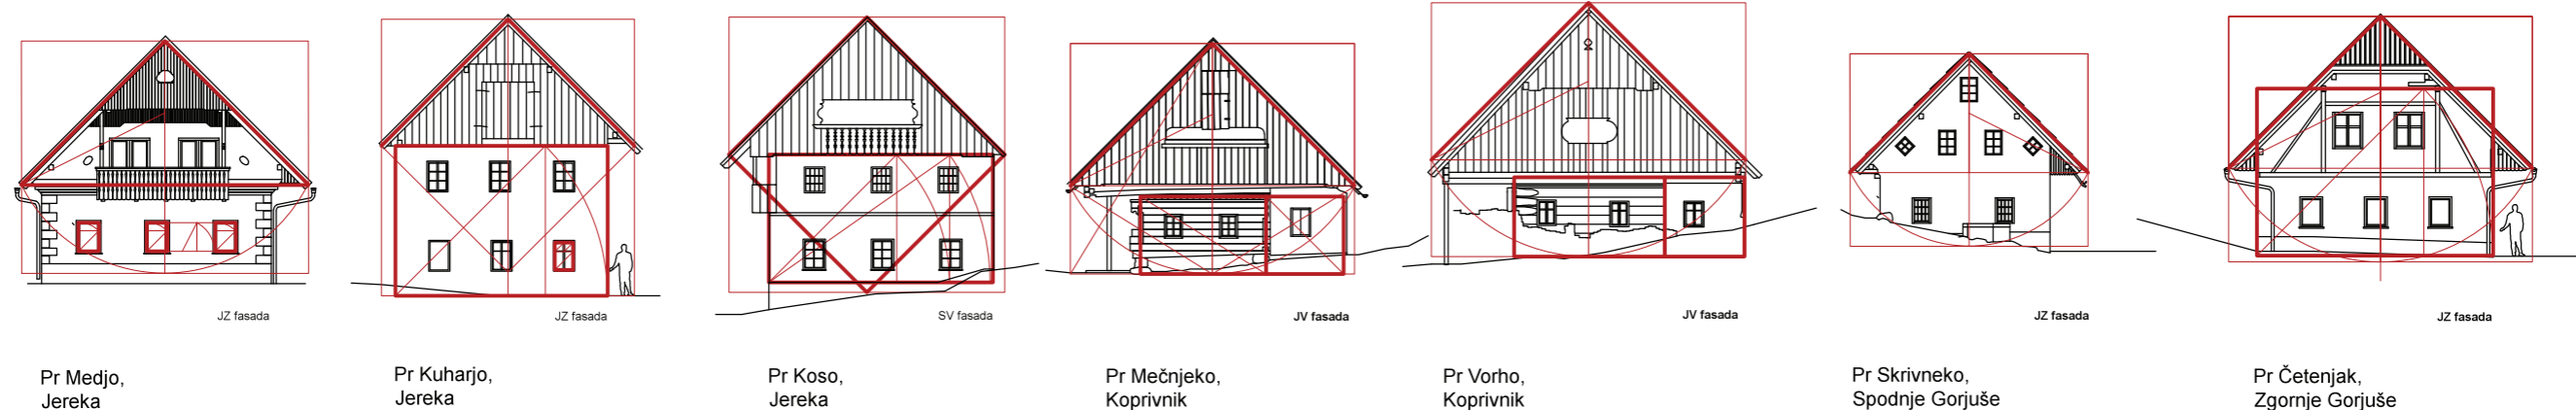 JZ fasada
JZ fasada
SV fasada
JV fasada
JV fasada
JZ fasada
JZ fasada
Pr Medjo,
Jereka
Pr Kuharjo,
Jereka
Pr Koso,
Jereka
Pr Mečnjeko,
Koprivnik
Pr Vorho,
Koprivnik
Pr Skrivneko,
Spodnje Gorjuše
Pr Četenjak,
Zgornje Gorjuše